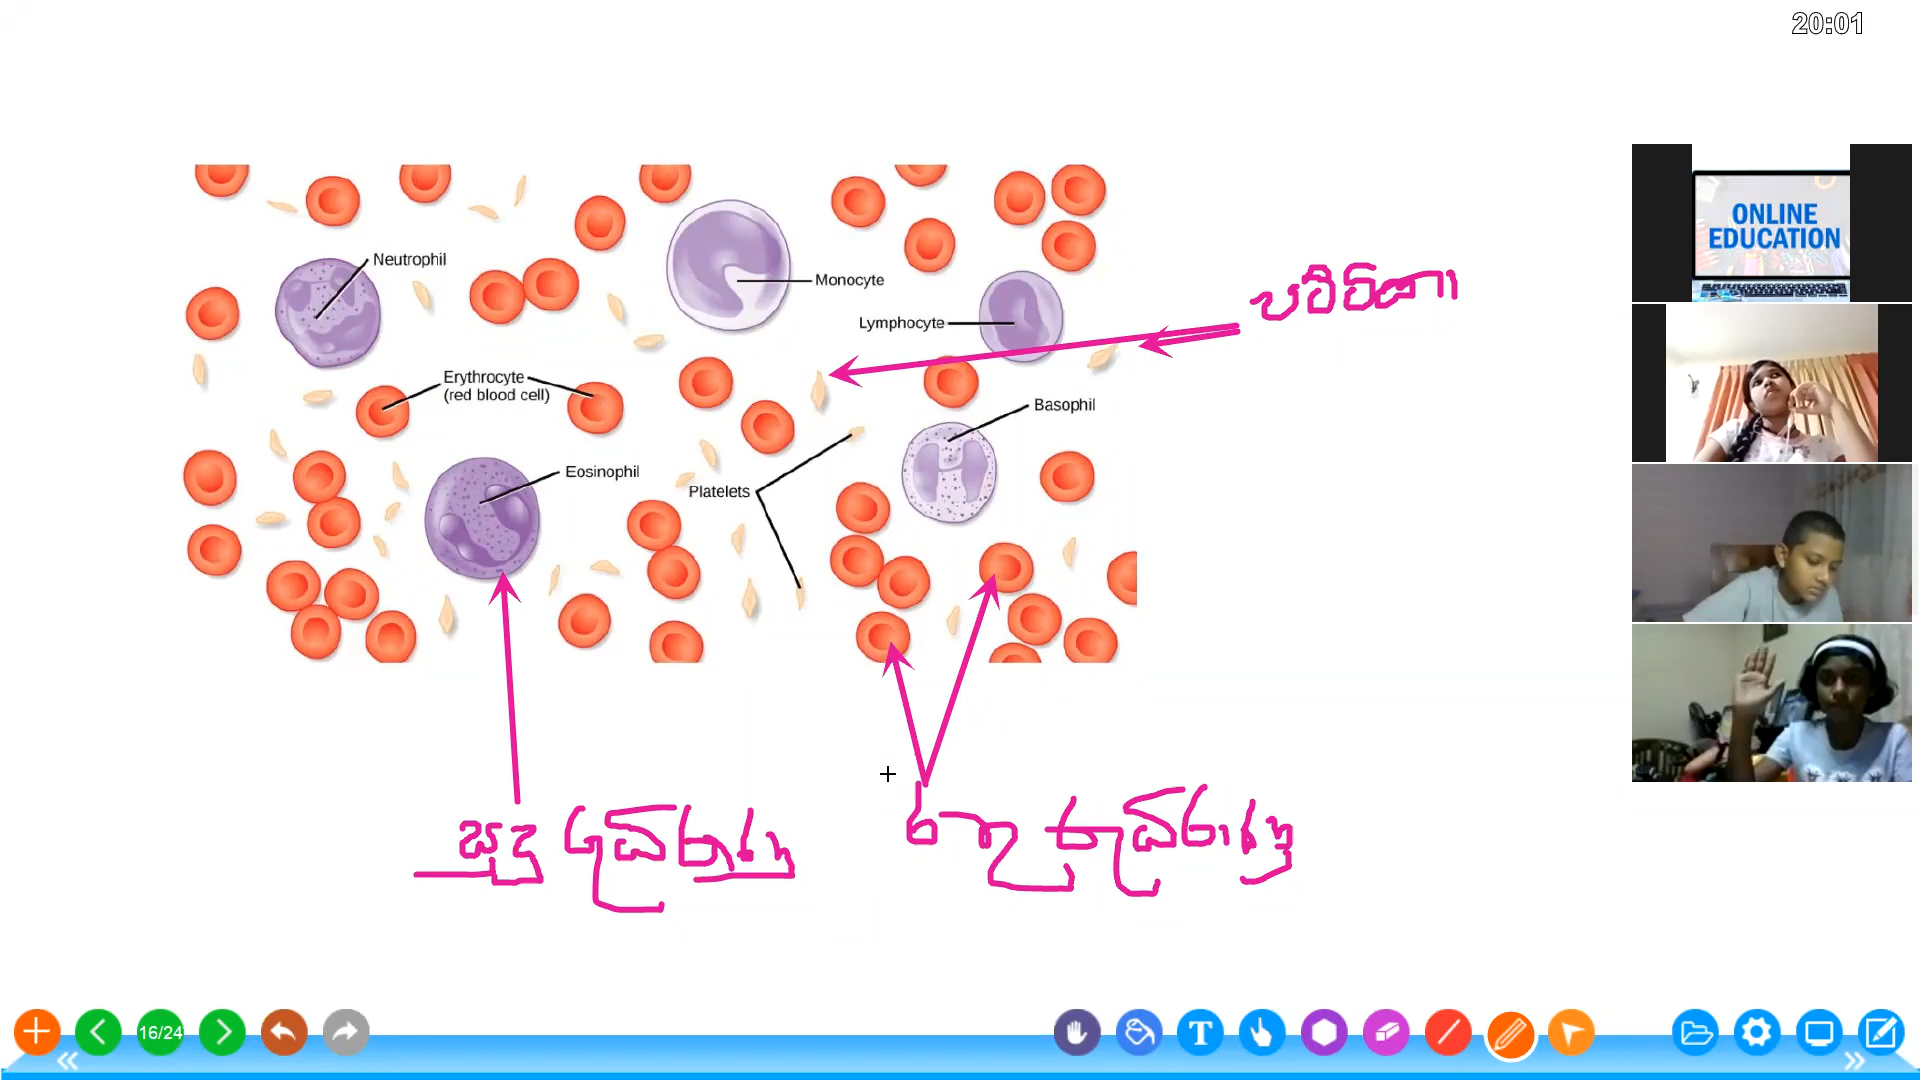 20:01
ONLINE
EDUCATION
Neutrophil
Monocyte
Lymphocyte
පට්ටිකා
Erythrocyte
(red blood cell)
Basophil
Eosinophil
Platelets
සුදු රුධිරාණු
රතු රුධිරාණු
16/24
T